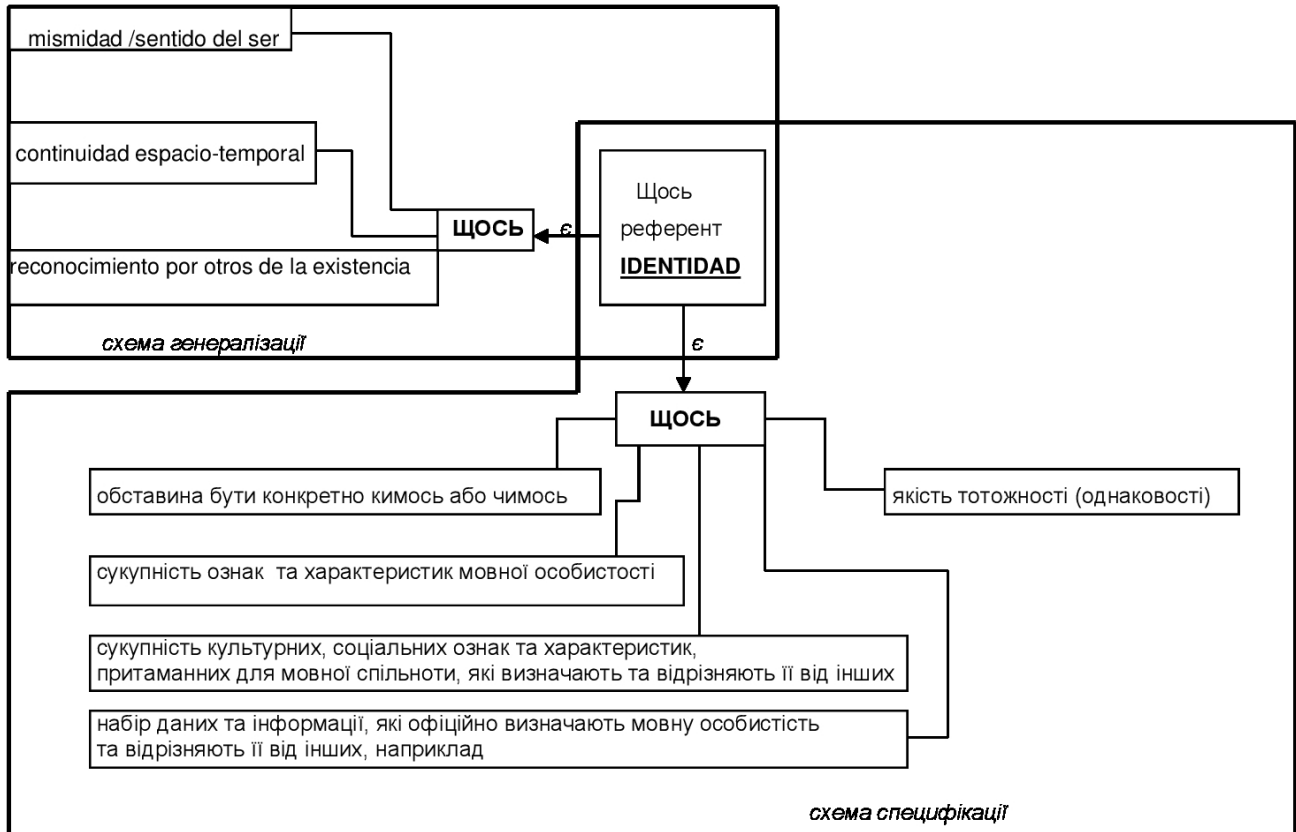 mismidad /sentido del ser
continuidad espacio-temporal
reconocimiento por otros de la existencia
ЩОСЬ
є
Щось
референт
IDENTIDAD
схема генералізації
є
ЩОСЬ
обставина бути конкретно кимось або чимось
якість тотожності (однаковості)
сукупність ознак та характеристик мовної особистості
сукупність культурних, соціальних ознак та характеристик,
притаманних для мовної спільноти, які визначають та відрізняють її від інших
набір даних та інформації, які офіційно визначають мовну особистість
та відрізняють її від інших, наприклад
схема специфікації